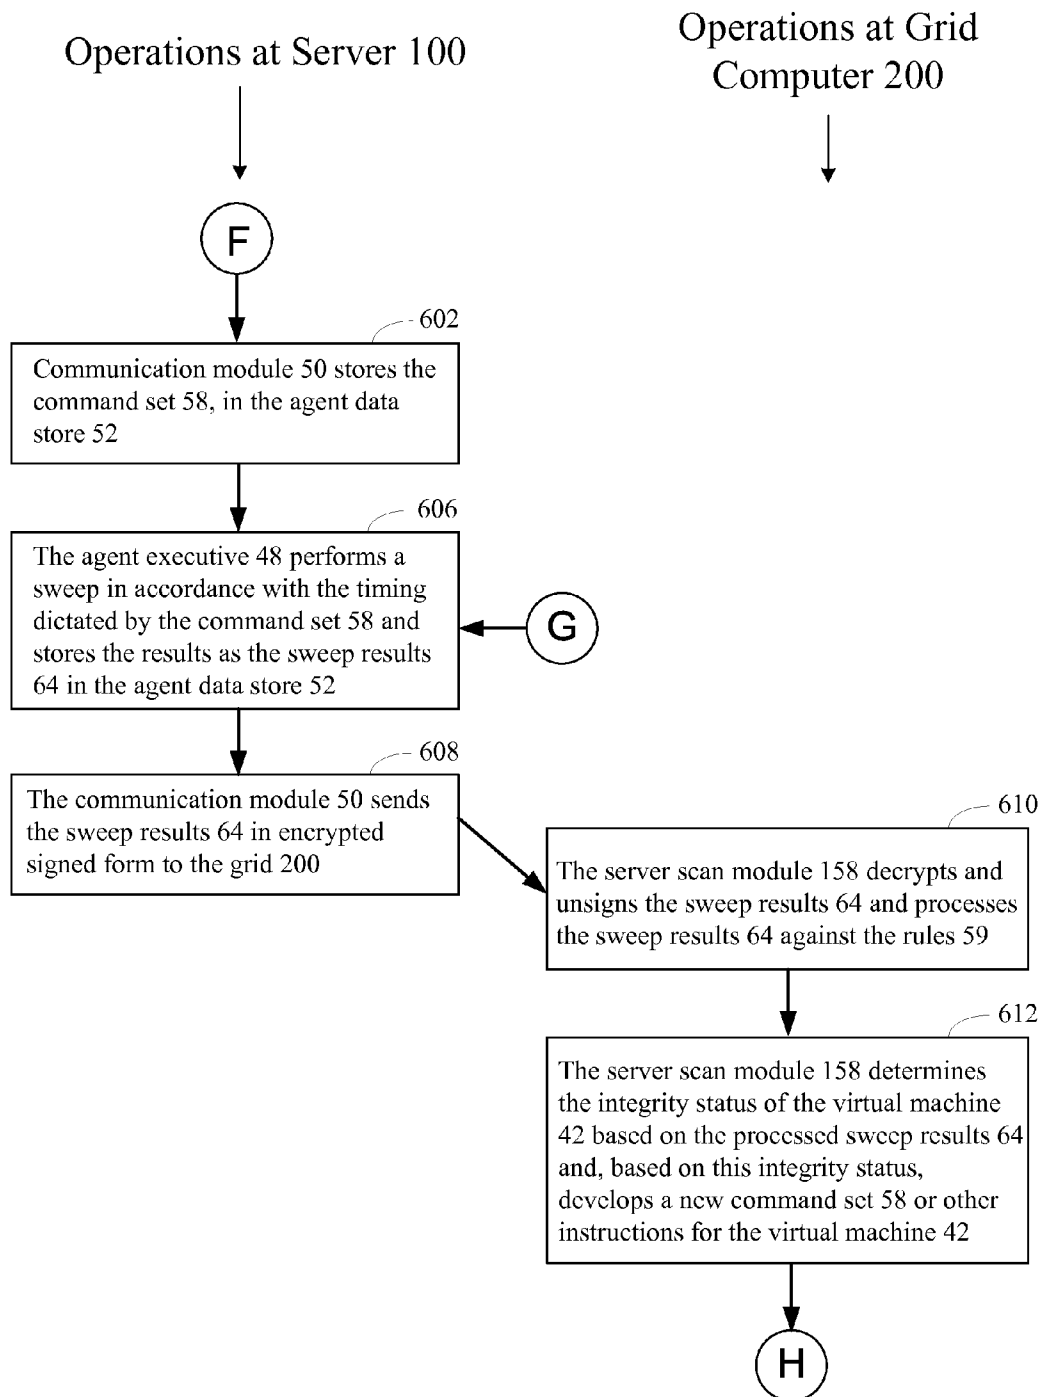 Operations at Server 100
Operations at Grid
Computer 200
F
602
Communication module 50 stores the
command set 58, in the agent data
store 52
606
The agent executive 48 performs a
sweep in accordance with the timing
dictated by the command set 58 and
stores the results as the sweep results
64 in the agent data store 52
G
608
The communication module 50 sends
the sweep results 64 in encrypted
signed form to the grid 200
610
The server scan module 158 decrypts and
unsigns the sweep results 64 and processes
the sweep results 64 against the rules 59
612
The server scan module 158 determines
the integrity status of the virtual machine
42 based on the processed sweep results 64
and, based on this integrity status,
develops a new command set 58 or other
instructions for the virtual machine 42
H